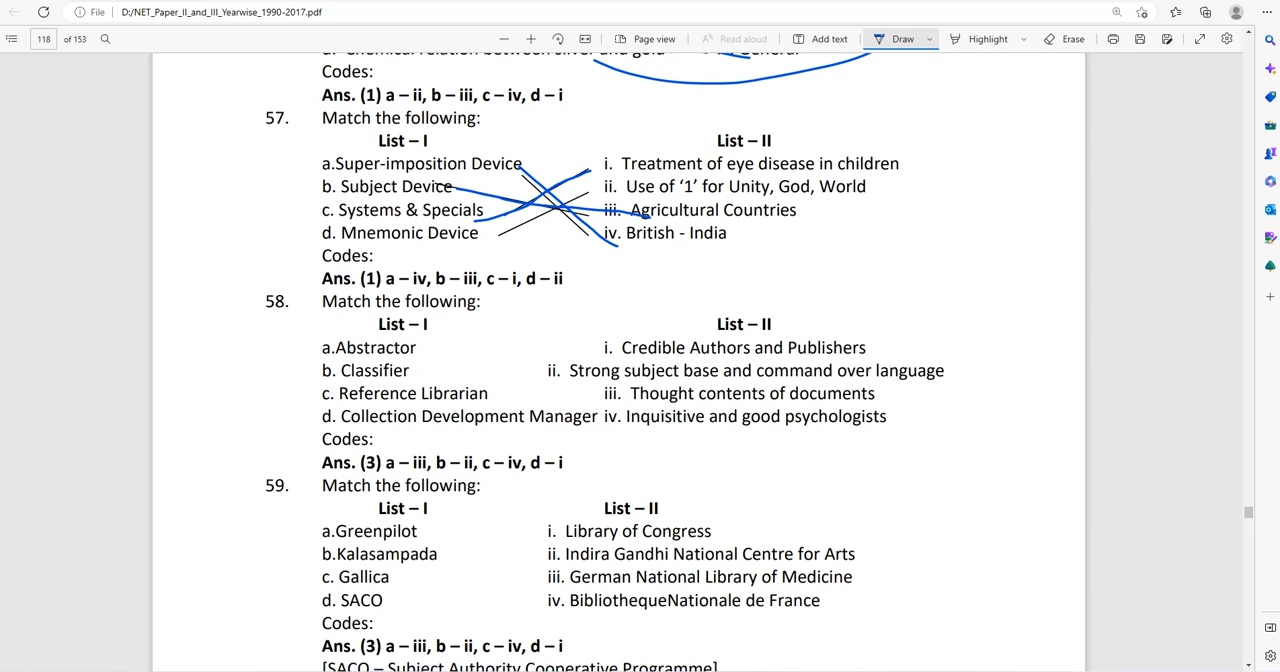 File D:/NET_Paper_II_and_III_Yearwise_1990-2017.pdf
118 of 153 Page view Read aloud Add text Draw Highlight Erase
Codes:
Ans. (1) a – ii, b – iii, c – iv, d – i
57. Match the following:
List – I List – II
a.Super-imposition Device i. Treatment of eye disease in children
b. Subject Device ii. Use of ‘1’ for Unity, God, World
c. Systems & Specials iii. Agricultural Countries
d. Mnemonic Device iv. British - India
Codes:
Ans. (1) a – iv, b – iii, c – i, d – ii
58. Match the following:
List – I List – II
a.Abstractor i. Credible Authors and Publishers
b. Classifier ii. Strong subject base and command over language
c. Reference Librarian iii. Thought contents of documents
d. Collection Development Manager iv. Inquisitive and good psychologists
Codes:
Ans. (3) a – iii, b – ii, c – iv, d – i
59. Match the following:
List – I List – II
a.Greenpilot i. Library of Congress
b.Kalasampada ii. Indira Gandhi National Centre for Arts
c. Gallica iii. German National Library of Medicine
d. SACO iv. BibliothequeNationale de France
Codes:
Ans. (3) a – iii, b – ii, c – iv, d – i
[SACO – Subject Authority Cooperative Programme]